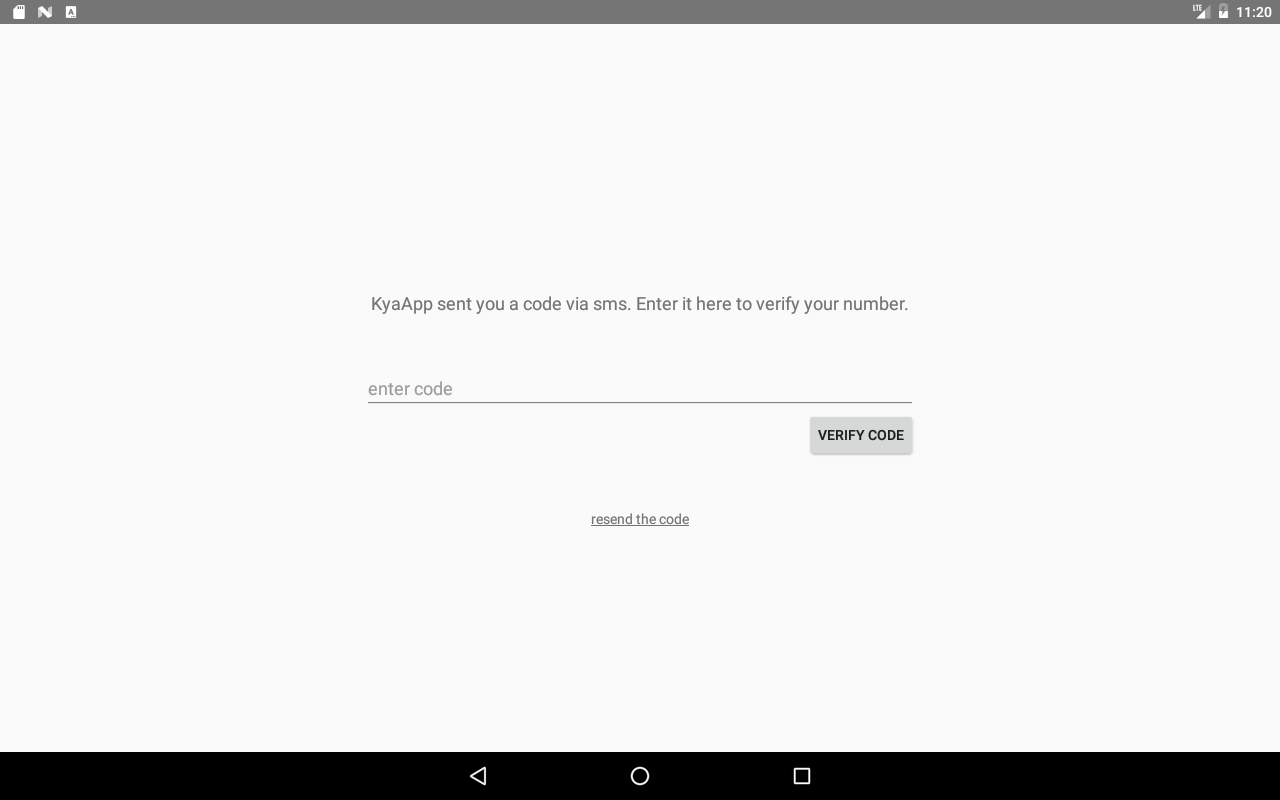 LTE 11:20
KyaApp sent you a code via sms. Enter it here to verify your number.
enter code
VERIFY CODE
resend the code